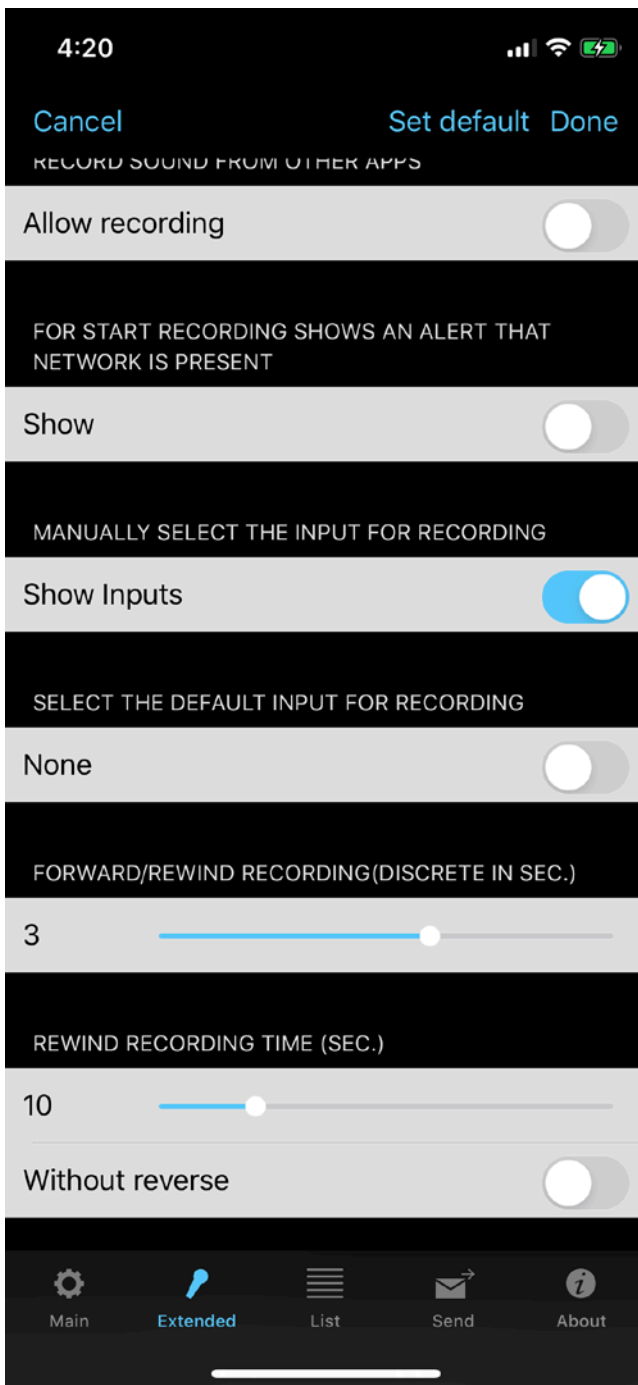 4:20
Cancel Set default Done
RECORD SOUND FROM OTHER APPS
Allow recording
FOR START RECORDING SHOWS AN ALERT THAT
NETWORK IS PRESENT
Show
MANUALLY SELECT THE INPUT FOR RECORDING
Show Inputs
SELECT THE DEFAULT INPUT FOR RECORDING
None
FORWARD/REWIND RECORDING(DISCRETE IN SEC.)
3
REWIND RECORDING TIME (SEC.)
10
Without reverse
Main Extended List Send About